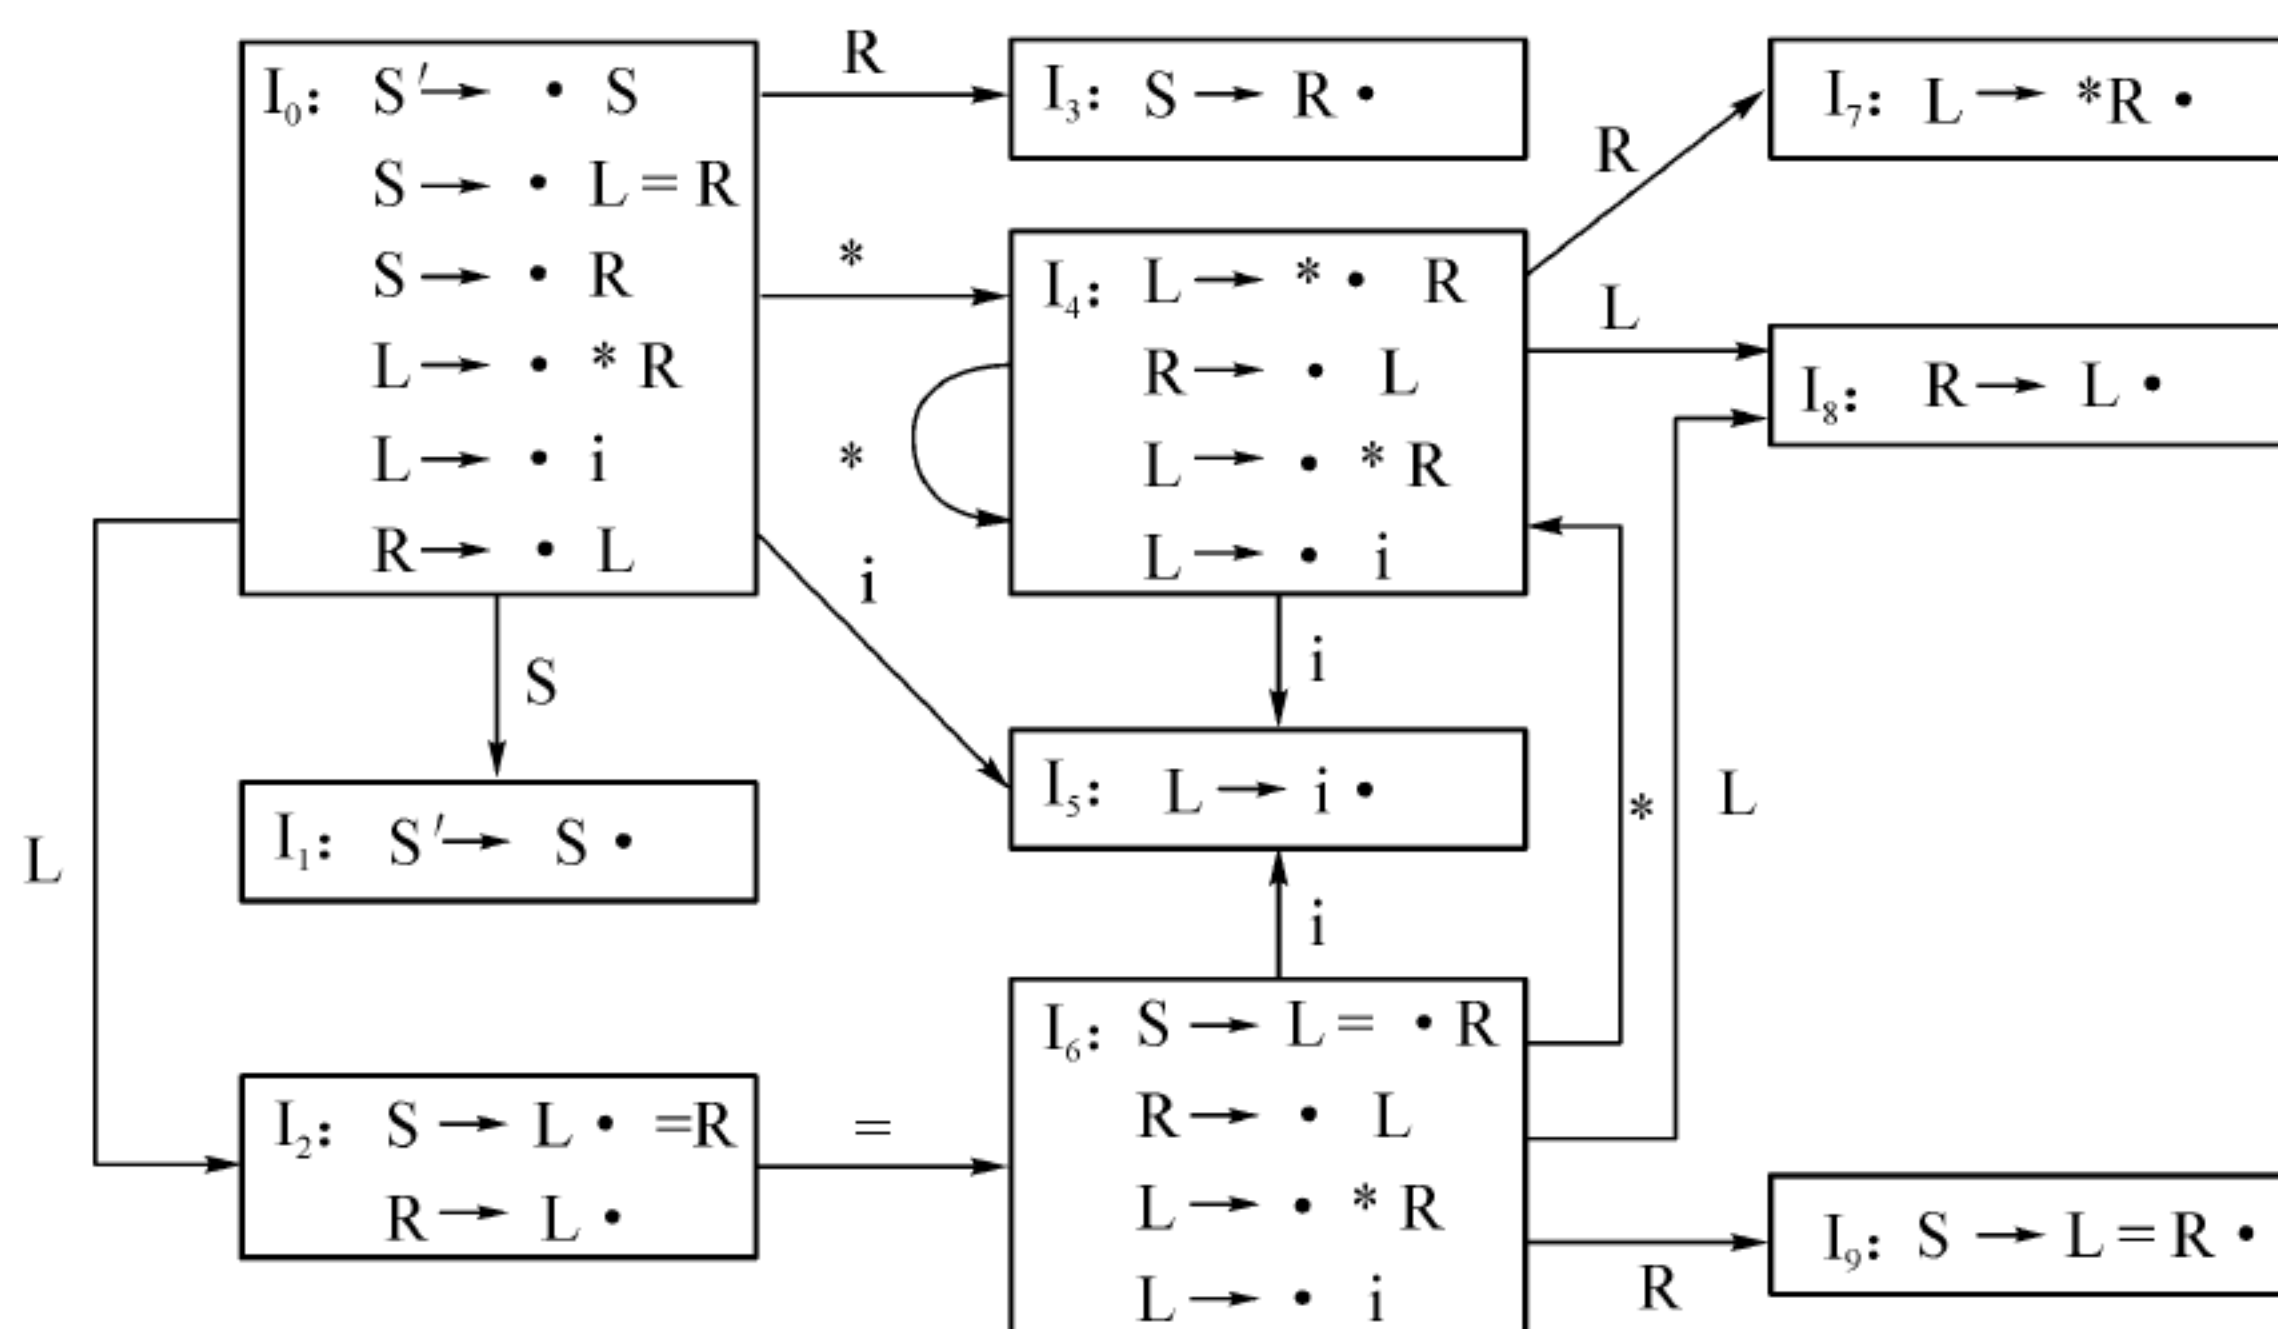 I₀: S′→ · S
S→ · L=R
S→ · R
L→ · *R
L→ · i
R→ · L
R
*
i
L
S
I₃: S→R·
I₇: L→*R·
R
I₄: L→*· R
R→ · L
L→ · *R
L→ · i
*
L
I₈: R→ L·
i
I₁: S′→ S·
I₅: L→ i·
i
*
L
I₂: S→L· =R
R→L·
=
I₆: S→L= ·R
R→ · L
L→ · *R
L→ · i
R
I₉: S→L=R·